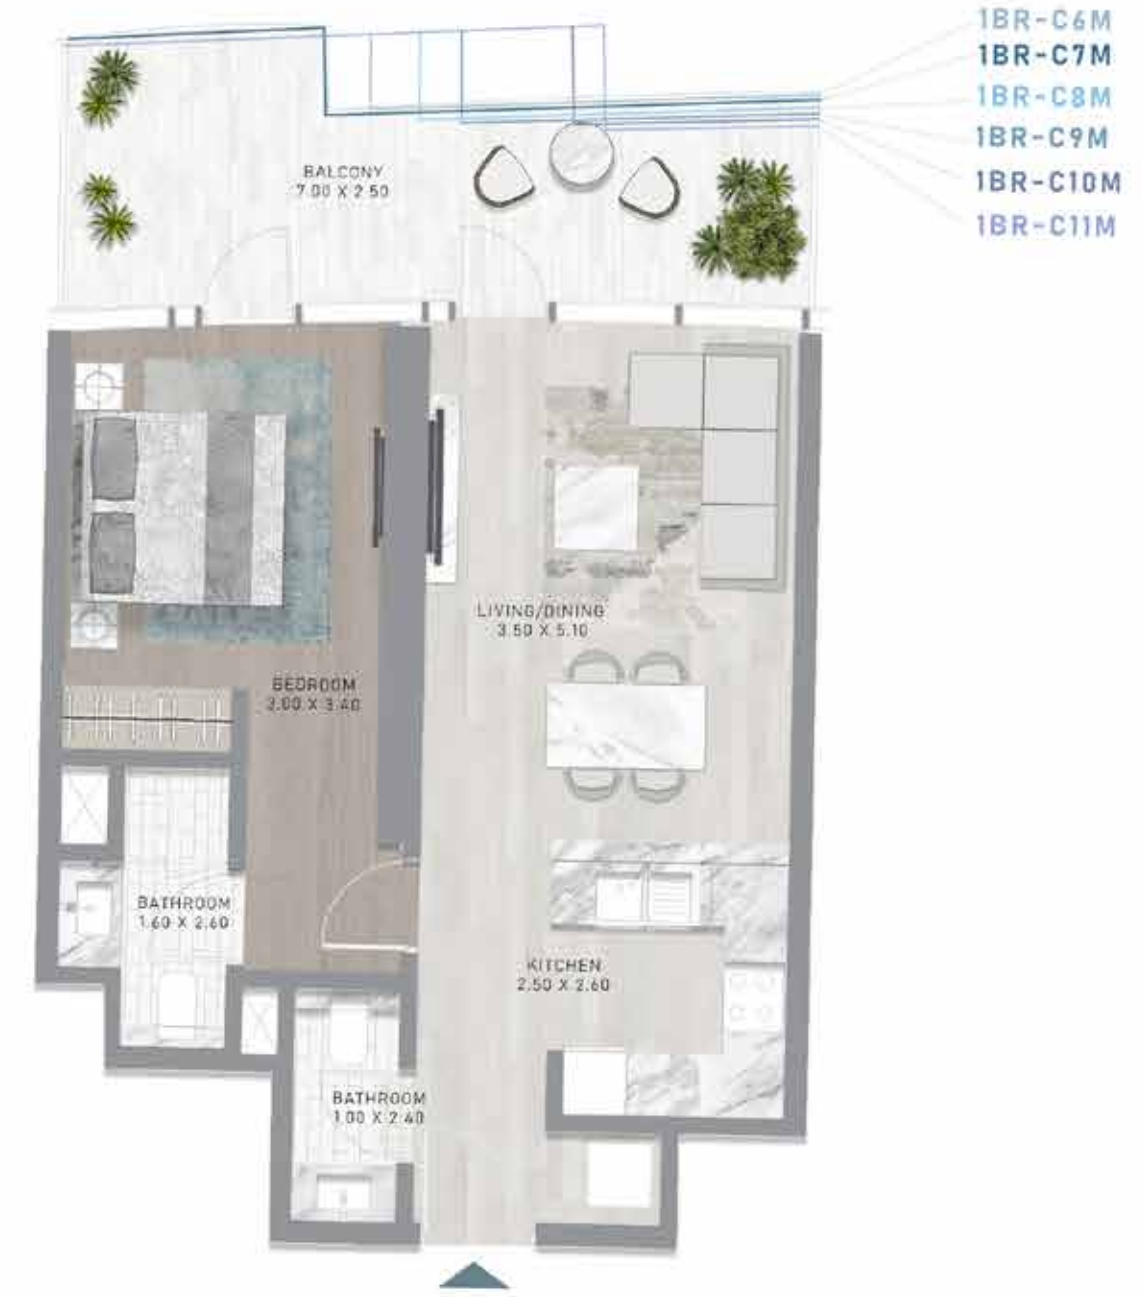 1BR-C6M
1BR-C7M
1BR-C8M
1BR-C9M
1BR-C10M
1BR-C11M
BALCONY
7.00 X 2.50
LIVING/DINING
3.50 X 5.10
BEDROOM
3.00 X 3.40
BATHROOM
1.60 X 2.60
KITCHEN
2.50 X 2.60
BATHROOM
1.00 X 2.40